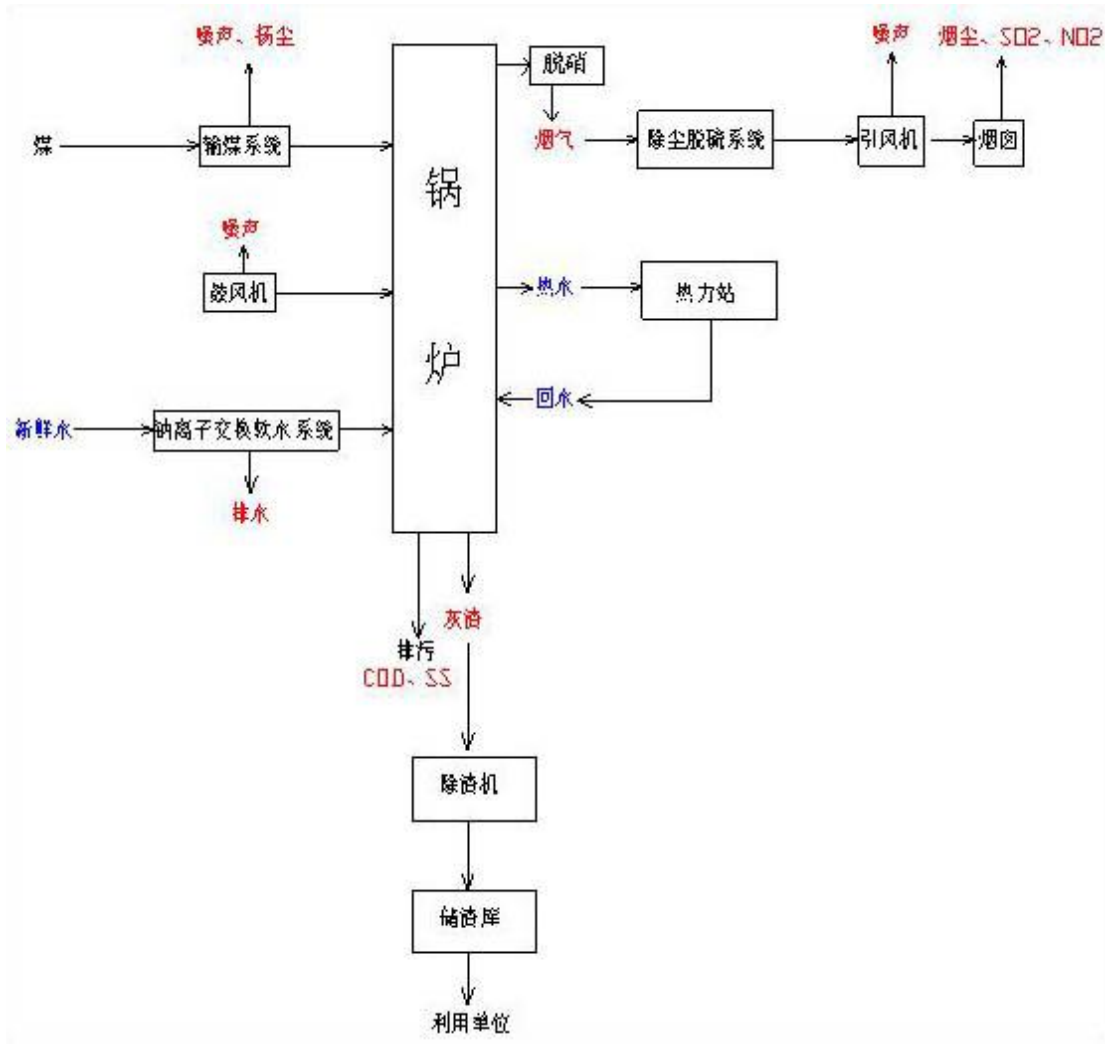 噪声、扬尘
噪声
烟尘、SO2、NO2
脱硝
煤
输煤系统
烟气
除尘脱硫系统
引风机
烟囱
锅
炉
噪声
鼓风机
热水
热力站
回水
新鲜水
钠离子交换软水系统
排水
灰渣
排污
COD、SS
除渣机
储渣库
利用单位